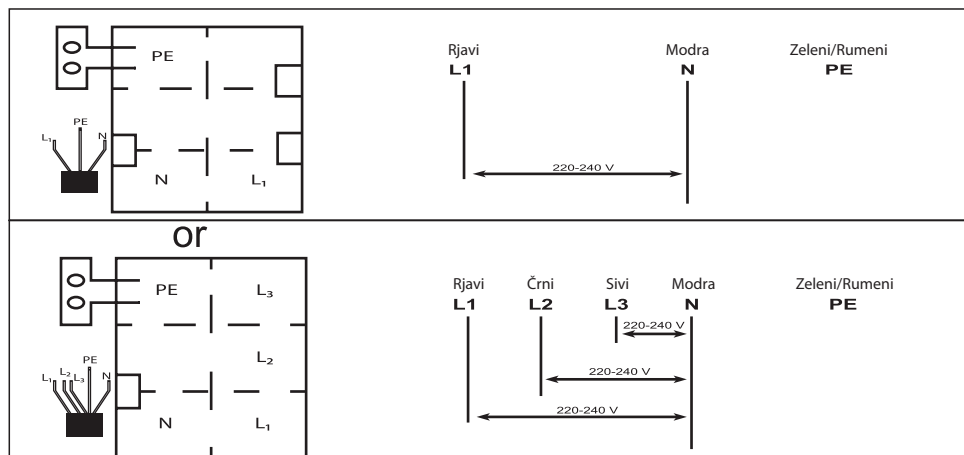 PE
L1 PE N
N L1
Rjavi Modra Zeleni/Rumeni
L1 N PE
220-240 V
or
PE L3
L2
L1 L2 L3 PE N
N L1
Rjavi Črni Sivi Modra Zeleni/Rumeni
L1 L2 L3 N PE
220-240 V
220-240 V
220-240 V